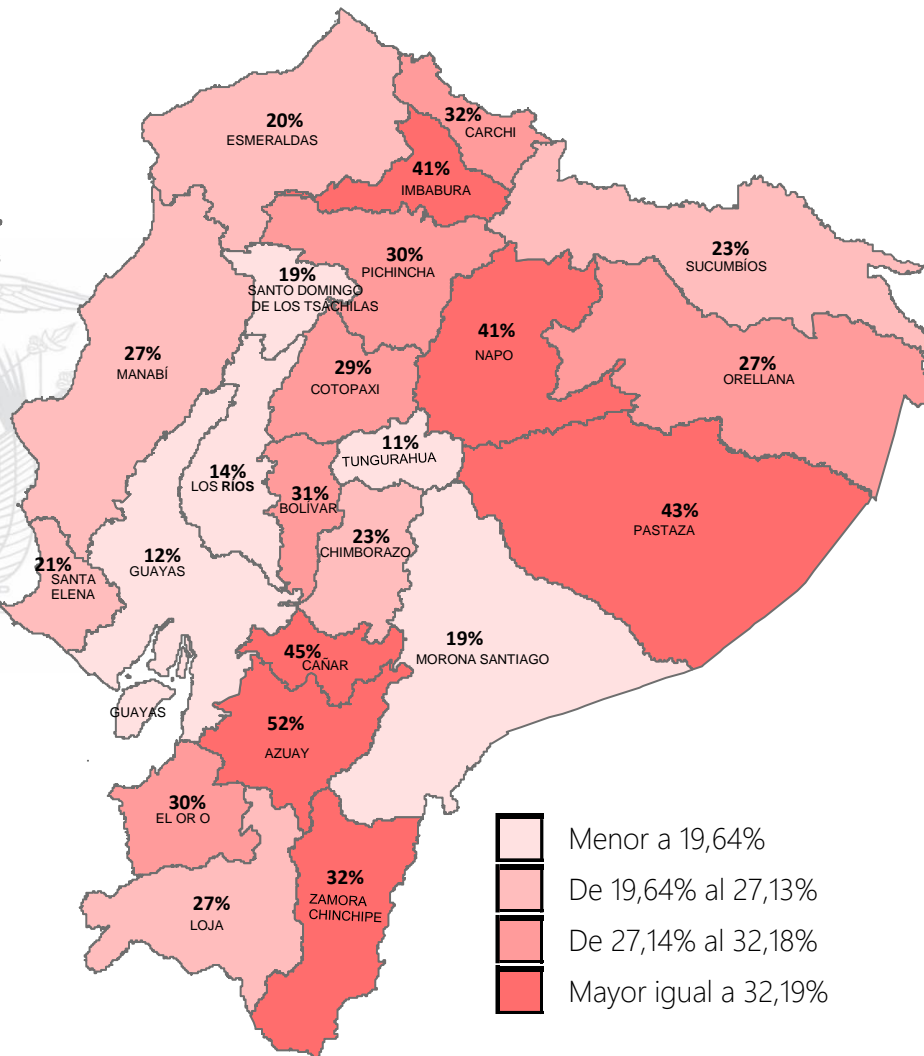 20%
ESMERALDAS
32%
CARCHI
41%
IMBABURA
30%
PICHINCHA
23%
SUCUMBÍOS
19%
SANTO DOMINGO
DE LOS TSÁCHILAS
41%
NAPO
27%
MANABÍ
29%
COTOPAXI
27%
ORELLANA
11%
TUNGURAHUA
14%
LOS RÍOS
31%
BOLÍVAR
43%
PASTAZA
23%
CHIMBORAZO
12%
GUAYAS
21%
SANTA
ELENA
19%
MORONA SANTIAGO
45%
CAÑAR
GUAYAS
52%
AZUAY
30%
EL OR O
32%
ZAMORA
CHINCHIPE
27%
LOJA
Menor a 19,64%
De 19,64% al 27,13%
De 27,14% al 32,18%
Mayor igual a 32,19%